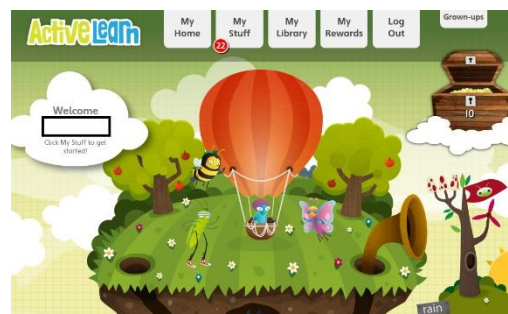 ActiveLearn
My Home
My Stuff
22
My Library
My Rewards
Log Out
Grown-ups
10
Welcome
Click My Stuff to get
started!
rain